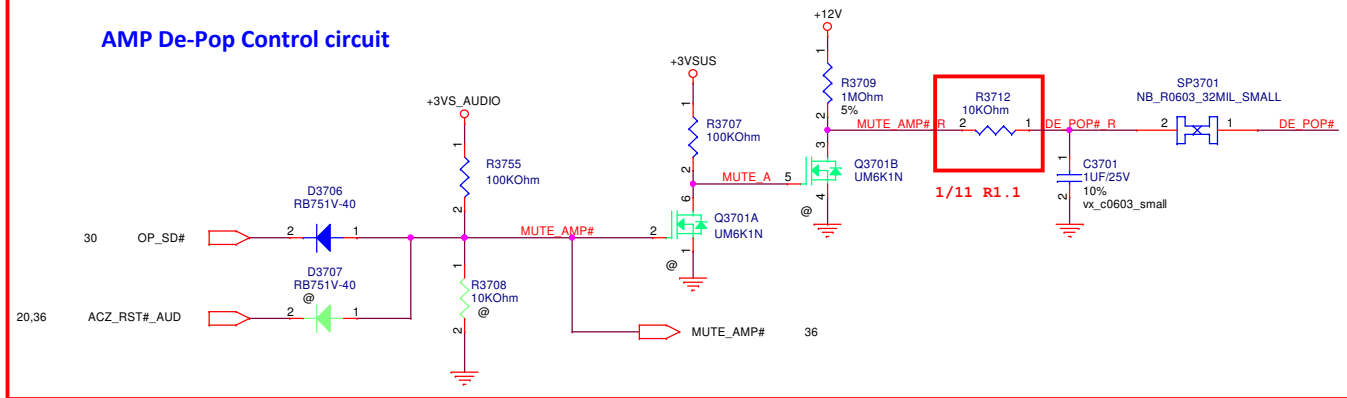 AMP De-Pop Control circuit
+12V
1
R3709
1MOhm
5%
2
+3VSUS
1
R3707
100KOhm
2
+3VS_AUDIO
1
R3755
100KOhm
2
MUTE_AMP#_R
2
R3712
10KOhm
1
1/11 R1.1
DE_POP#_R
SP3701
NB_R0603_32MIL_SMALL
2
1
DE_POP#
1
C3701
1UF/25V
10%
vx_c0603_small
2
MUTE_A
5
3
Q3701B
UM6K1N
4
@
6
Q3701A
UM6K1N
2
1
@
D3706
RB751V-40
30
OP_SD#
2
1
MUTE_AMP#
D3707
RB751V-40
@
20,36
ACZ_RST#_AUD
2
1
1
R3708
10KOhm
@
2
MUTE_AMP#
36